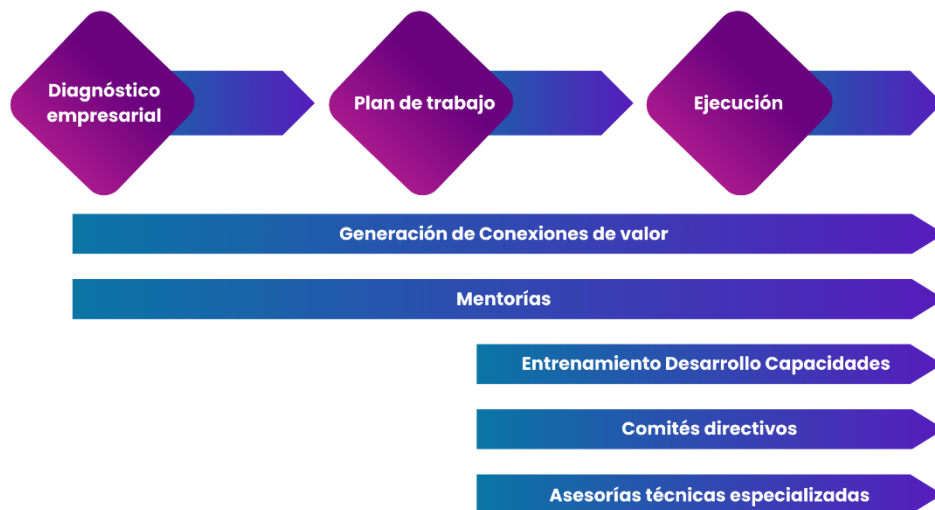 Diagnóstico
empresarial
Plan de trabajo
Ejecución
Generación de Conexiones de valor
Mentorías
Entrenamiento Desarrollo Capacidades
Comités directivos
Asesorías técnicas especializadas